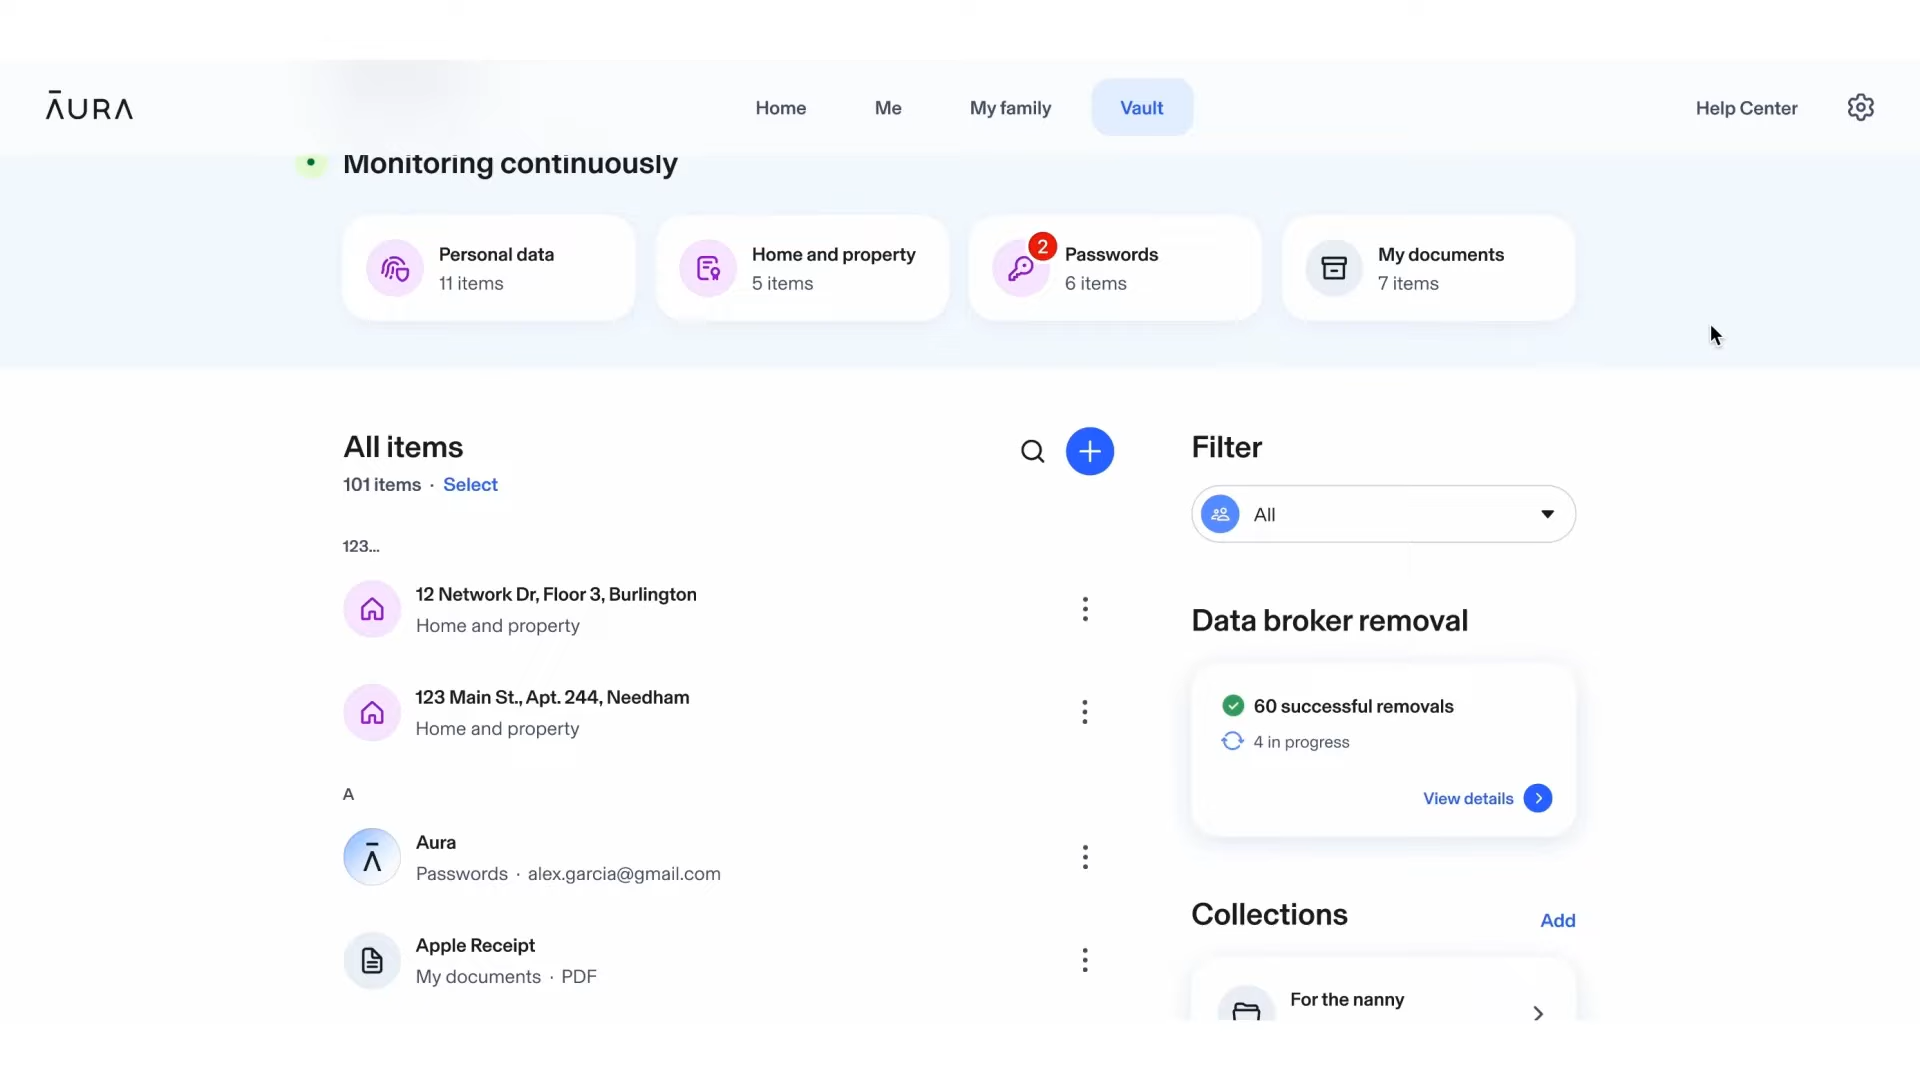 ĀURA
Home
Me
My family
Vault
Help Center
Monitoring continuously
Personal data
11 items
Home and property
5 items
2
Passwords
6 items
My documents
7 items
All items
101 items · Select
123...
12 Network Dr, Floor 3, Burlington
Home and property
123 Main St., Apt. 244, Needham
Home and property
A
Aura
Passwords · alex.garcia@gmail.com
Apple Receipt
My documents · PDF
Filter
All
Data broker removal
60 successful removals
4 in progress
View details
Collections
Add
For the nanny